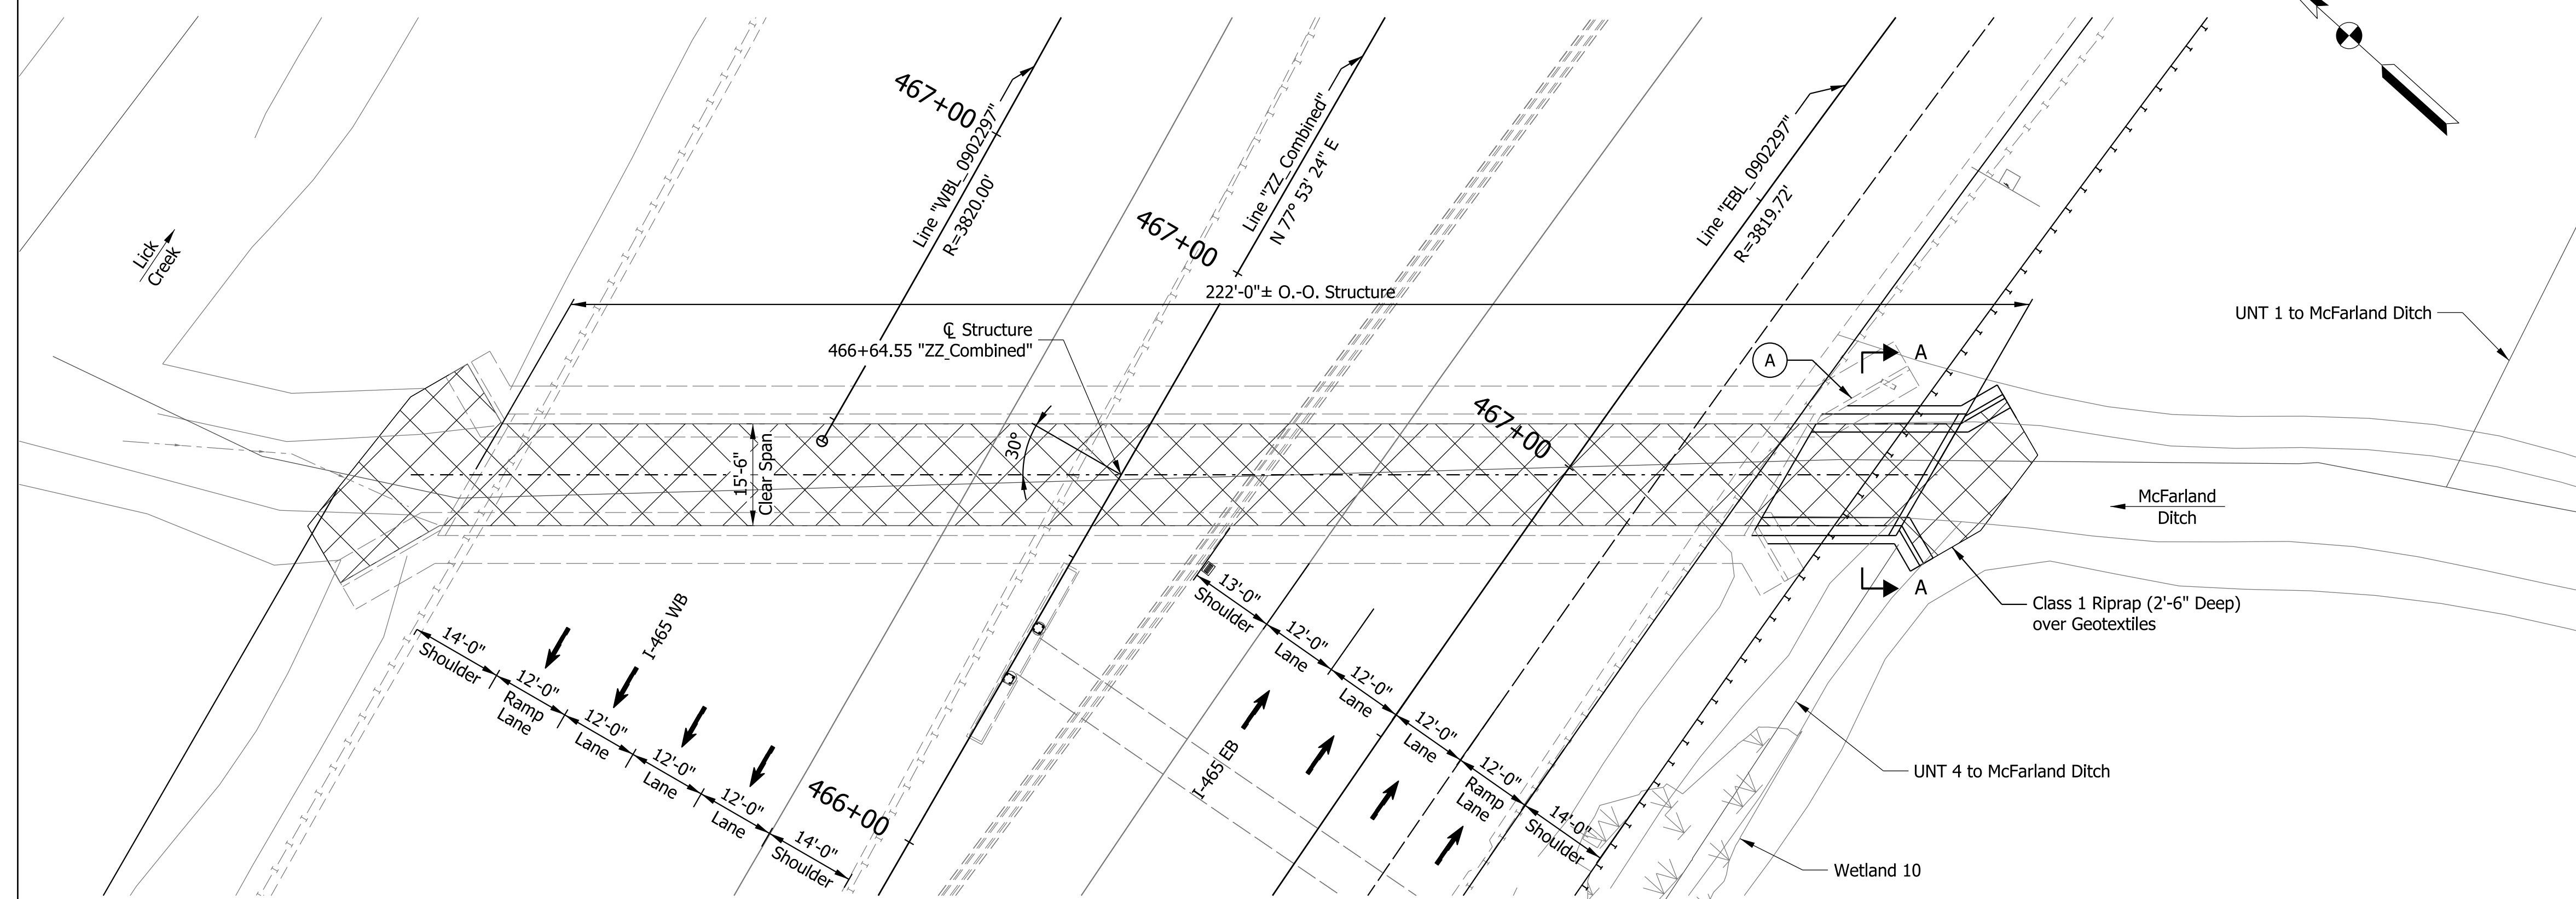 467+00
Line "WBL_0902297"
R=3820.00'
467+00
Line "ZZ_Combined"
N 77° 53' 24" E
Line "EBL_0902297"
R=3819.72'
Lick
Creek
222'-0"± O.-O. Structure
UNT 1 to McFarland Ditch
℄ Structure
466+64.55 "ZZ_Combined"
A
A
467+00
30°
15'-6"
Clear Span
McFarland
Ditch
A
Class 1 Riprap (2'-6" Deep)
over Geotextiles
14'-0"
Shoulder
12'-0"
Ramp
Lane
12'-0"
Lane
12'-0"
Lane
12'-0"
Lane
14'-0"
Shoulder
I-465 WB
466+00
13'-0"
Shoulder
12'-0"
Lane
12'-0"
Lane
12'-0"
Lane
12'-0"
Ramp
Lane
14'-0"
Shoulder
I-465 EB
UNT 4 to McFarland Ditch
Wetland 10